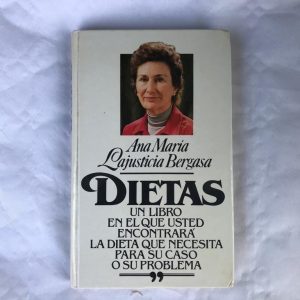 Ana María
Lajusticia Bergasa
DIETAS
UN LIBRO
EN EL QUE USTED
ENCONTRARÁ
LA DIETA QUE NECESITA
PARA SU CASO
O SU PROBLEMA
”